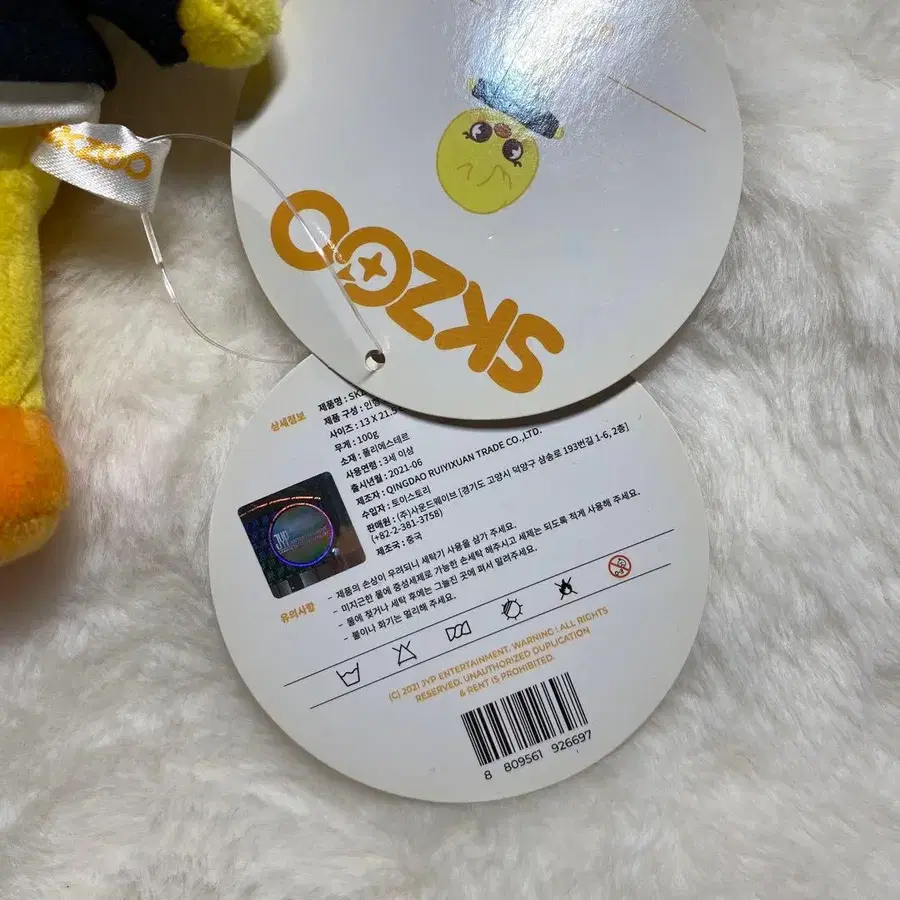 SKZOO
SKZOO
상세정보
제품명 : SKZ
제품 구성 : 인형
사이즈 : 13 X 21.5
무게 : 100g
소재 : 폴리에스테르
사용연령 : 3세 이상
출시년월 : 2021-06
제조자 : QINGDAO RUIYIXUAN TRADE CO.,LTD.
수입자 : 토이스토리
판매원 : (주)사운드웨이브 [경기도 고양시 덕양구 삼송로 193번길 1-6, 2층]
(+82-2-381-3758)
제조국 : 중국
유의사항
- 제품의 손상이 우려되니 세탁기 사용을 삼가 주세요.
- 미지근한 물에 중성세제로 가능한 손세탁 해주시고 세제는 되도록 적게 사용해 주세요.
- 물에 젖거나 세탁 후에는 그늘진 곳에 펴서 말려주세요.
- 불이나 화기는 멀리해 주세요.
JYP
(C) 2021 JYP ENTERTAINMENT. WARNING : ALL RIGHTS
RESERVED. UNAUTHORIZED DUPLICATION
& RENT IS PROHIBITED.
8 809561 926697